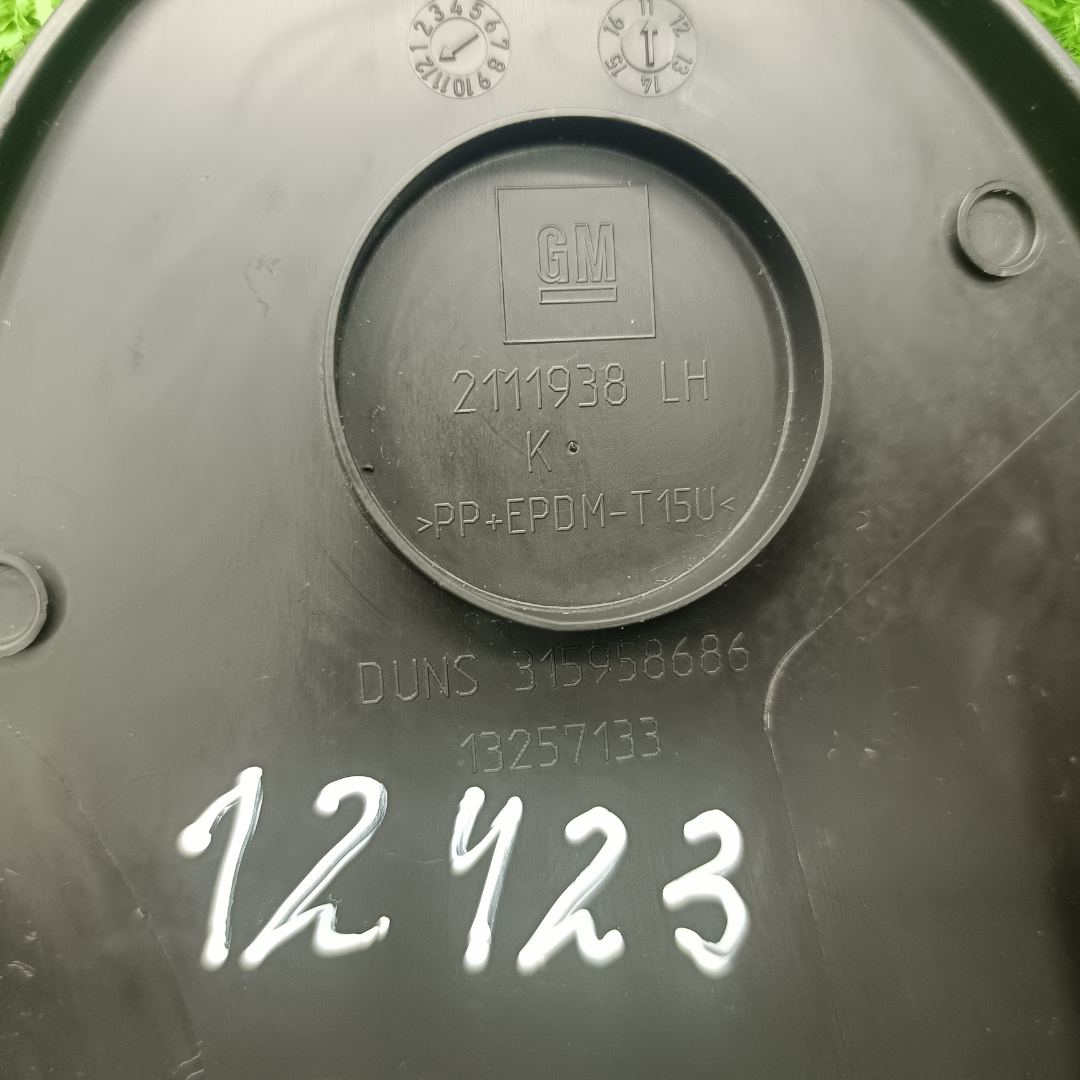 1 2 3 4 5 6 7 8 9 10 11 12
11 12 13 14 15 16
GM
2111938 LH
K
>PP+EPDM-T15U<
DUNS 315958686
13257133
12423